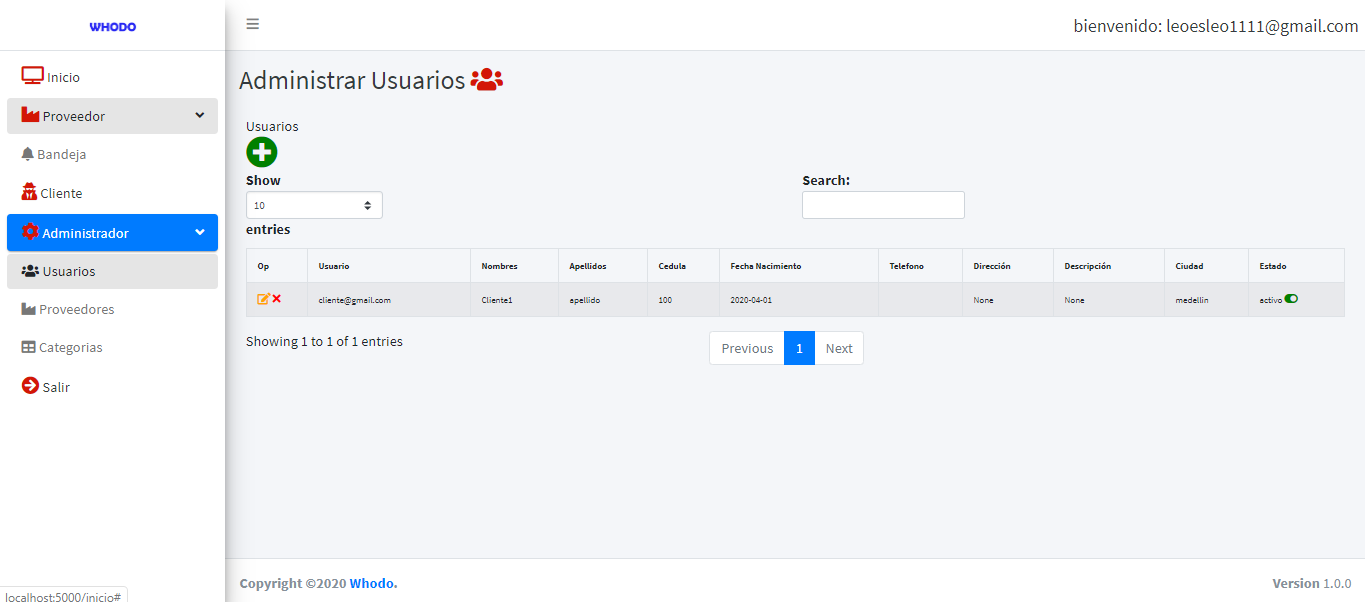 WHODO
bienvenido: leoesleo1111@gmail.com
Inicio
Proveedor
Bandeja
Cliente
Administrador
Usuarios
Proveedores
Categorias
Salir
Administrar Usuarios
Usuarios
Show
10
entries
Search:
Op Usuario Nombres Apellidos Cedula Fecha Nacimiento Telefono Dirección Descripción Ciudad Estado
cliente@gmail.com Cliente1 apellido 100 2020-04-01 None None medellin activo
Showing 1 to 1 of 1 entries
Previous 1 Next
Copyright ©2020 Whodo.
Version 1.0.0
localhost:5000/inicio#